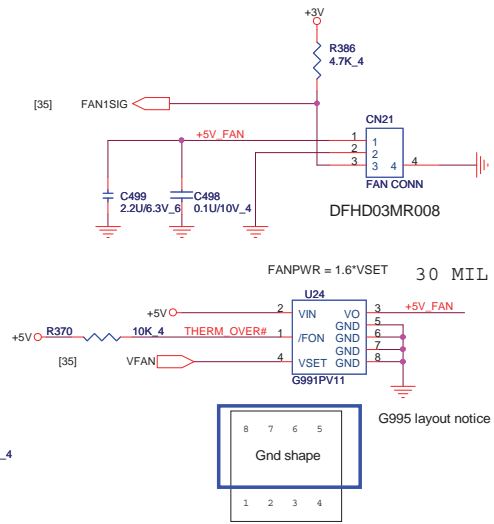 +3V
R386
4.7K_4
[35] FAN1SIG
CN21
+5V_FAN
1 1
2 2
3 3 4 4
FAN CONN
C499
2.2U/6.3V_6
C498
0.1U/10V_4
DFHD03MR008
FANPWR = 1.6*VSET 30 MIL
U24
+5V 2 VIN VO 3 +5V_FAN
GND 5
+5V R370 10K_4 THERM_OVER# 1 /FON GND 6
GND 7
[35] VFAN 4 VSET GND 8
G991PV11
G995 layout notice
8 7 6 5
Gnd shape
_4
1 2 3 4